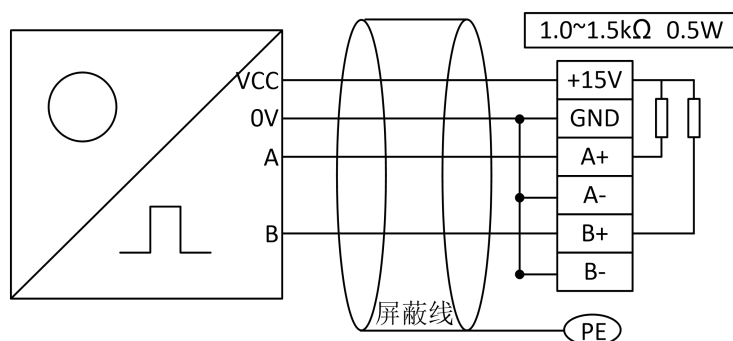 1.0~1.5kΩ 0.5W
VCC
+15V
0V
GND
A
A+
A-
B
B+
B-
屏蔽线
PE